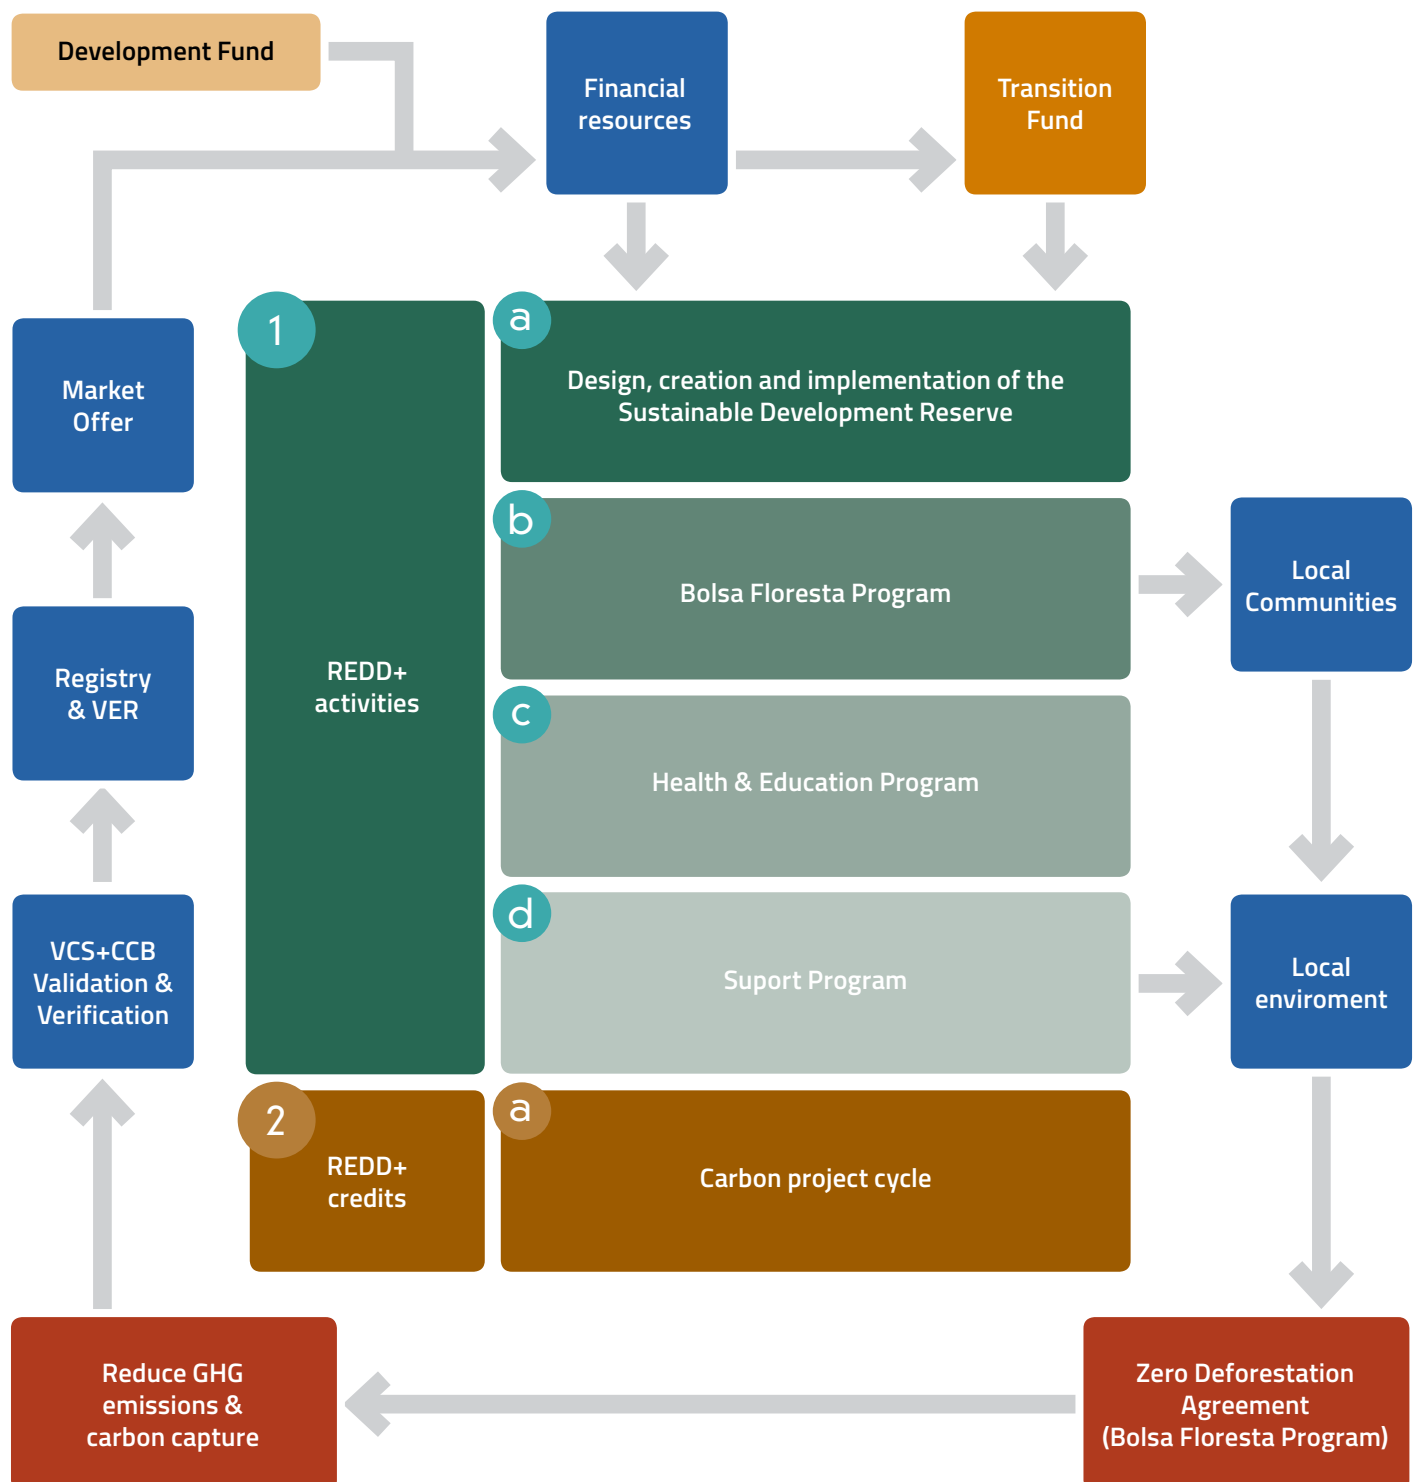 Development Fund
Financial
resources
Transition
Fund
Market
Offer
1
REDD+
activities
a
Design, creation and implementation of the
Sustainable Development Reserve
b
Bolsa Floresta Program
Local
Communities
Registry
& VER
c
Health & Education Program
VCS+CCB
Validation &
Verification
d
Suport Program
Local
enviroment
2
REDD+
credits
a
Carbon project cycle
Reduce GHG
emissions &
carbon capture
Zero Deforestation
Agreement
(Bolsa Floresta Program)